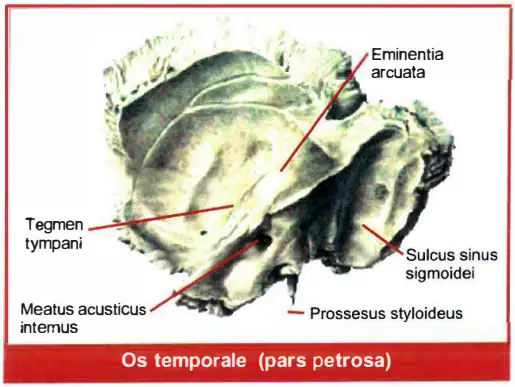 Eminentia
arcuata
Tegmen
tympani
Sulcus sinus
sigmoidei
Meatus acusticus
internus
Prossesus styloideus
Os temporale (pars petrosa)